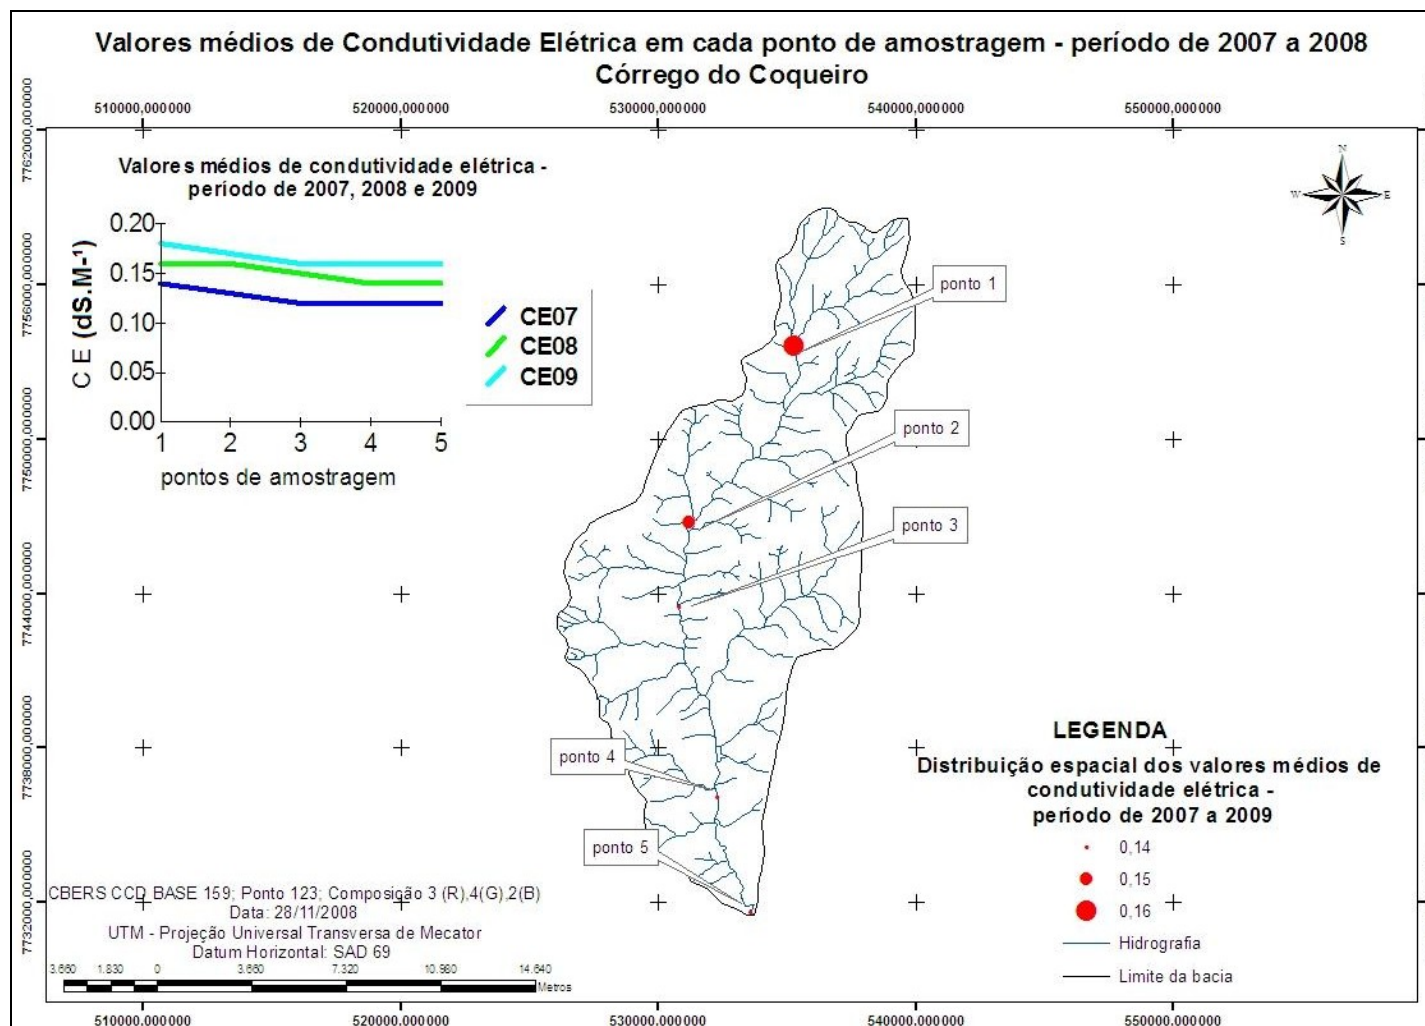 Valores médios de Condutividade Elétrica em cada ponto de amostragem - período de 2007 a 2008
Córrego do Coqueiro
510000,000000 520000,000000 530000,000000 540000,000000 550000,000000
7762000,000000
7756000,000000
7750000,000000
7744000,000000
7738000,000000
7732000,000000
Valores médios de condutividade elétrica -
período de 2007, 2008 e 2009
CE (dS.M-¹)
0.20
0.15
0.10
0.05
0.00
1 2 3 4 5
pontos de amostragem
CE07
CE08
CE09
N
W E
S
ponto 1
ponto 2
ponto 3
ponto 4
ponto 5
LEGENDA
Distribuição espacial dos valores médios de
condutividade elétrica -
período de 2007 a 2009
0,14
0,15
0,16
Hidrografia
Limite da bacia
CBERS CCD BASE 159; Ponto 123; Composição 3 (R),4(G),2(B)
Data: 28/11/2008
UTM - Projeção Universal Transversa de Mecator
Datum Horizontal: SAD 69
3.660 1.830 0 3.660 7.320 10.980 14.640
Metros
510000,000000 520000,000000 530000,000000 540000,000000 550000,000000